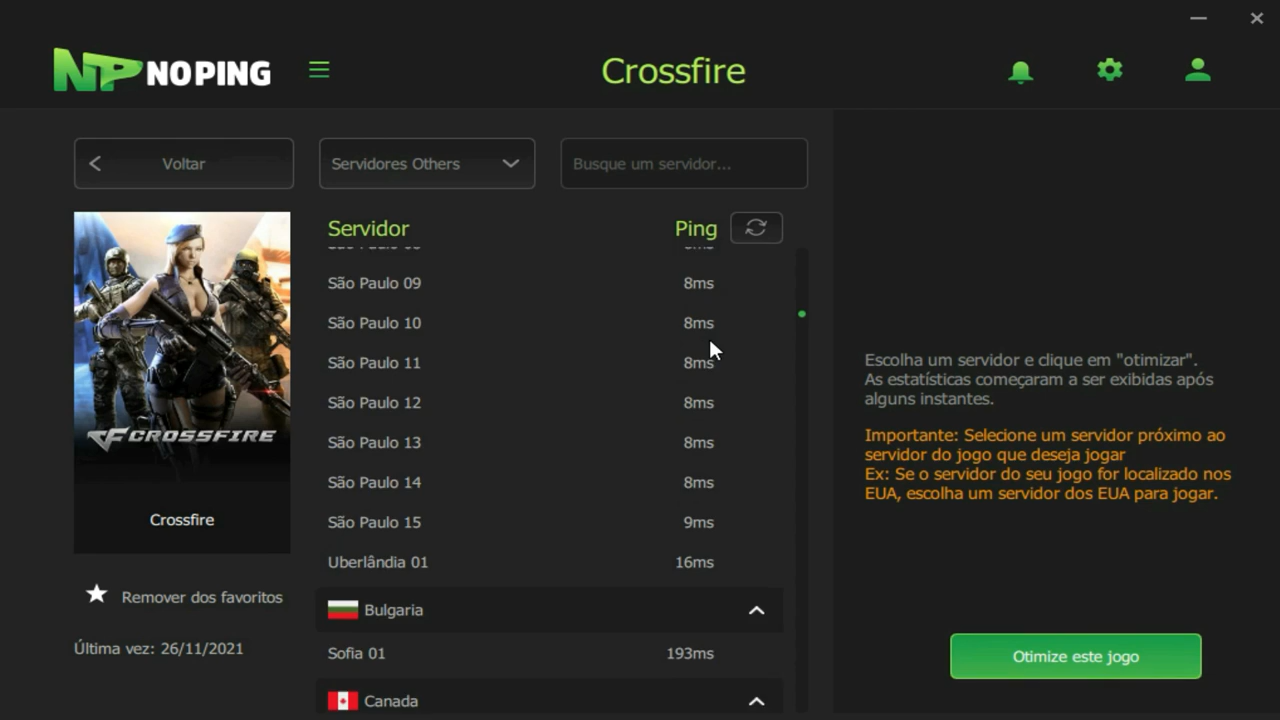 NP NOPING
Crossfire
Voltar
Servidores Others
Busque um servidor...
Servidor Ping
São Paulo 09 8ms
São Paulo 10 8ms
São Paulo 11 8ms
São Paulo 12 8ms
São Paulo 13 8ms
São Paulo 14 8ms
São Paulo 15 9ms
Uberlândia 01 16ms
Bulgaria
Sofia 01 193ms
Canada
CF CROSSFIRE
Crossfire
Remover dos favoritos
Última vez: 26/11/2021
Escolha um servidor e clique em "otimizar".
As estatísticas começaram a ser exibidas após
alguns instantes.
Importante: Selecione um servidor próximo ao
servidor do jogo que deseja jogar
Ex: Se o servidor do seu jogo for localizado nos
EUA, escolha um servidor dos EUA para jogar.
Otimize este jogo